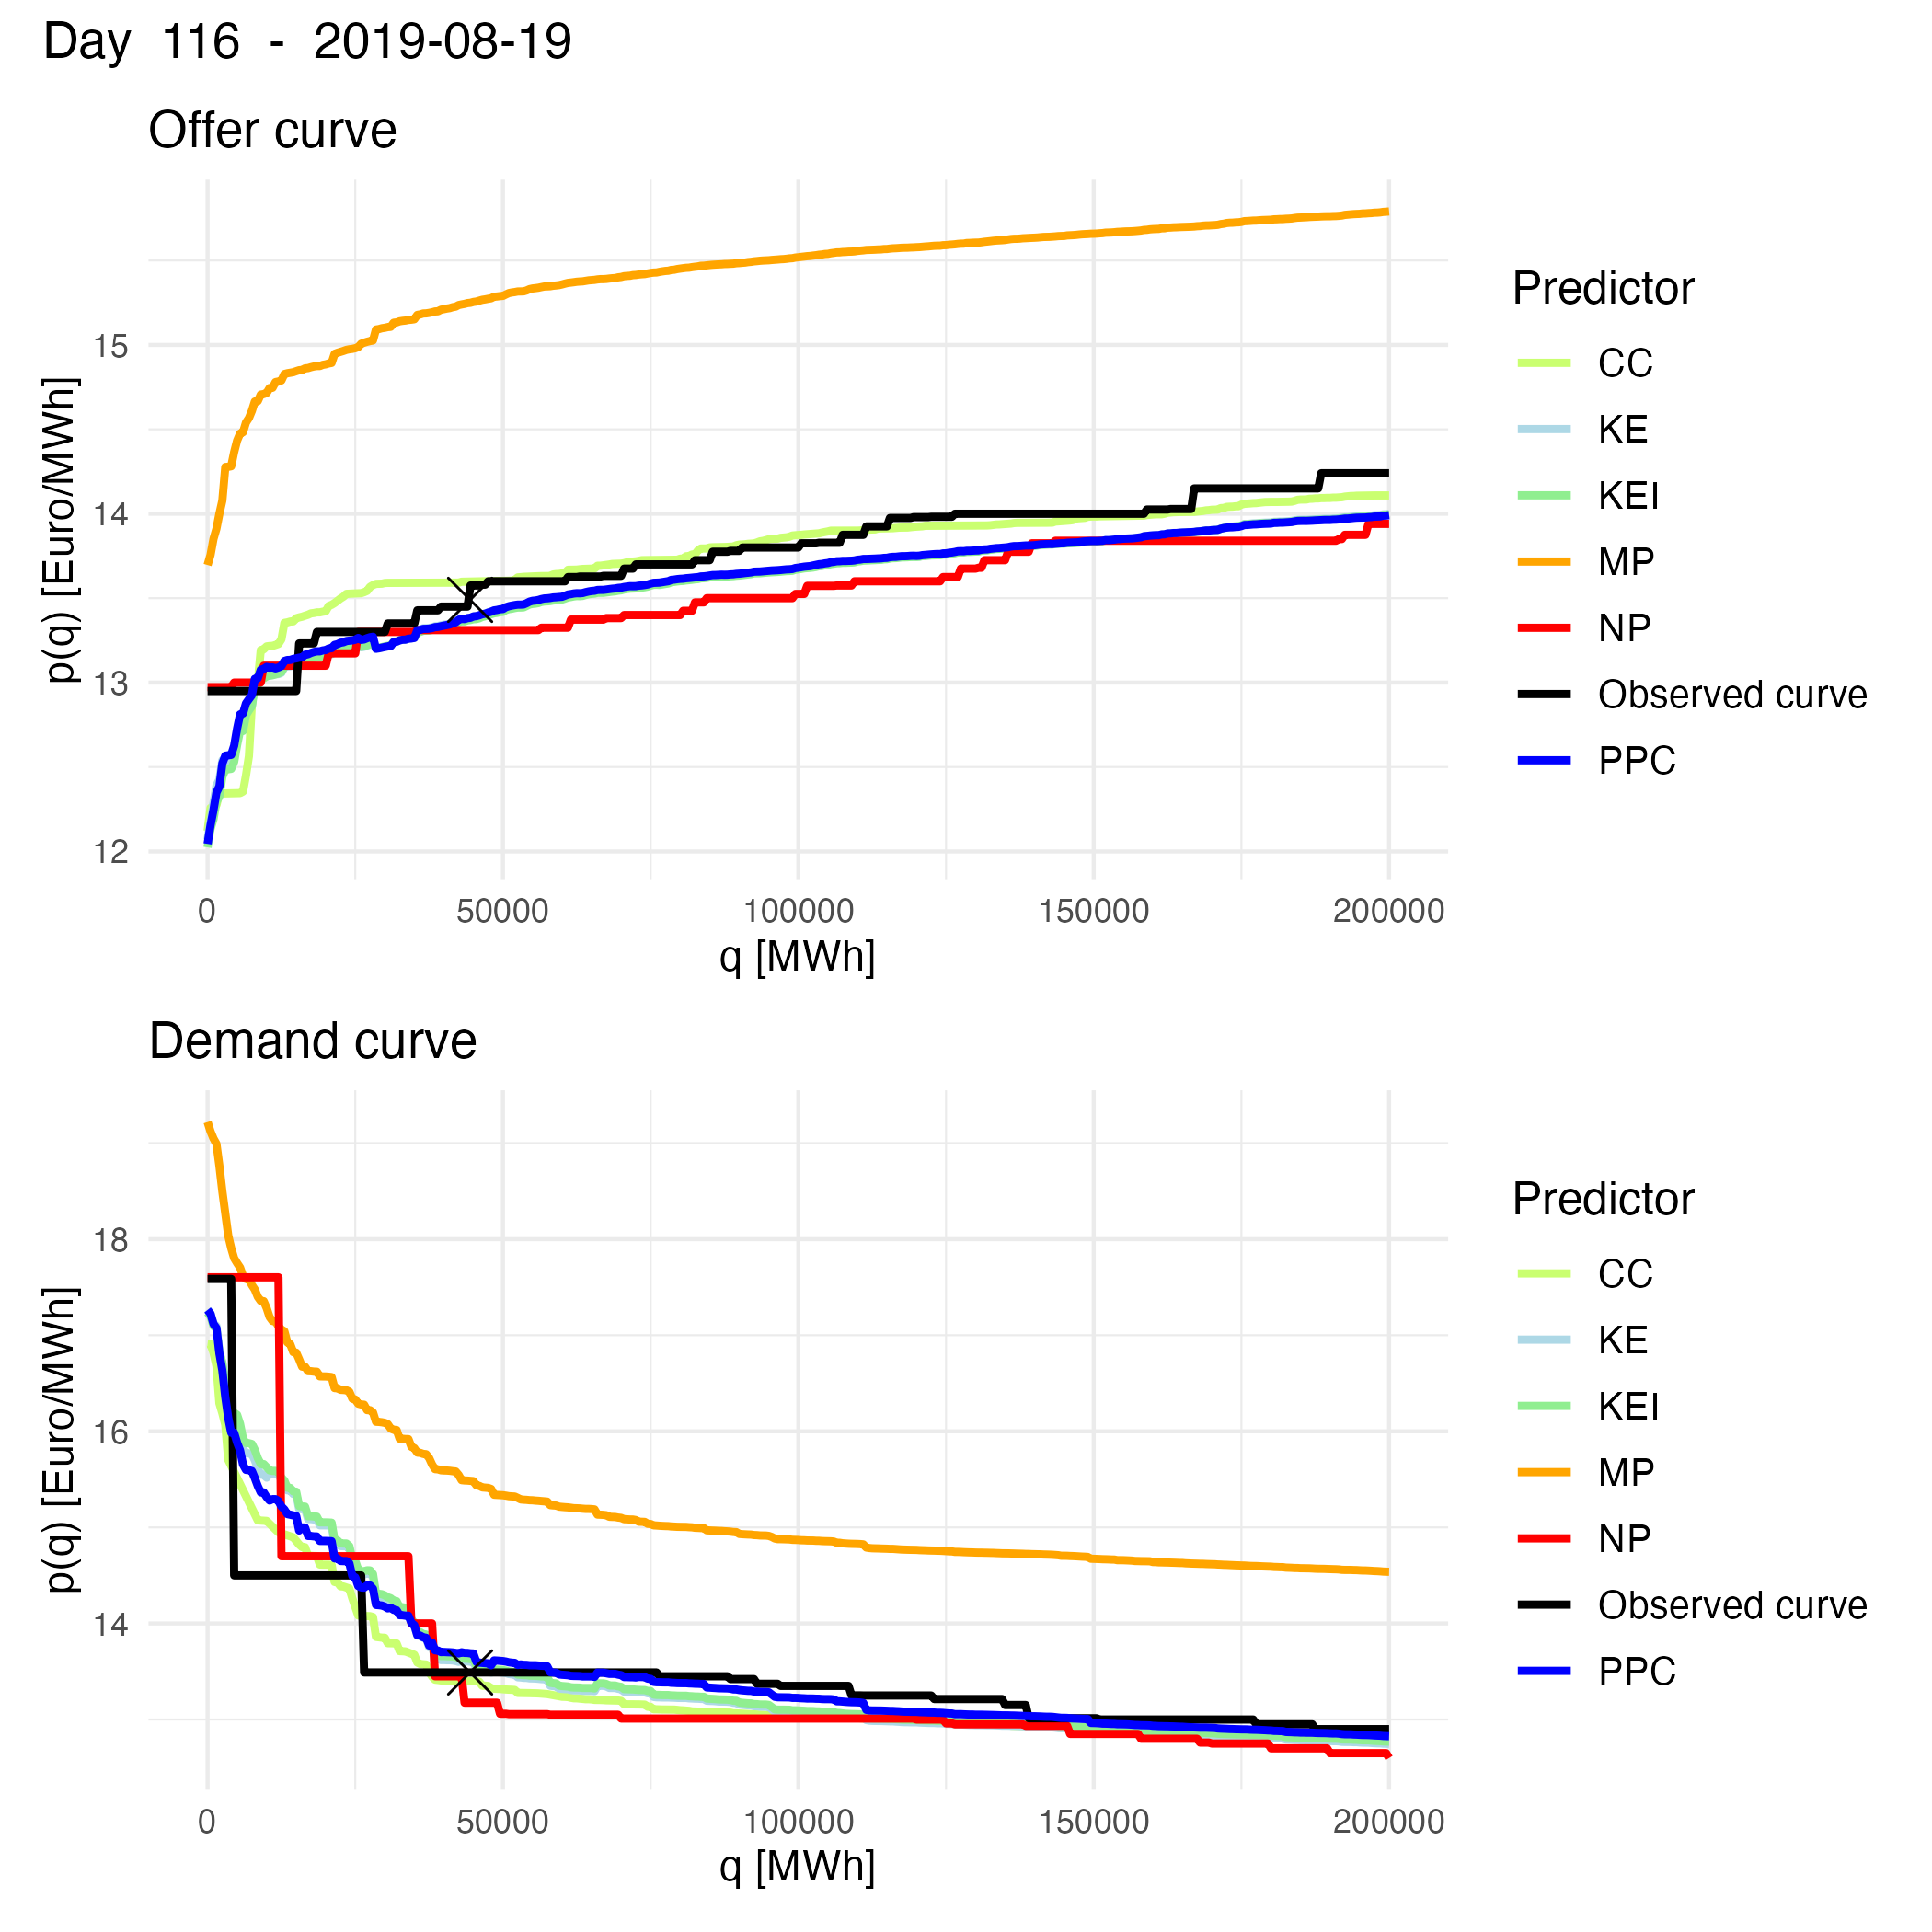 Day 116 - 2019-08-19
Offer curve
p(q) [Euro/MWh]
15
14
13
12
0 50000 100000 150000 200000
q [MWh]
Predictor
CC
KE
KEI
MP
NP
Observed curve
PPC
Demand curve
p(q) [Euro/MWh]
18
16
14
0 50000 100000 150000 200000
q [MWh]
Predictor
CC
KE
KEI
MP
NP
Observed curve
PPC